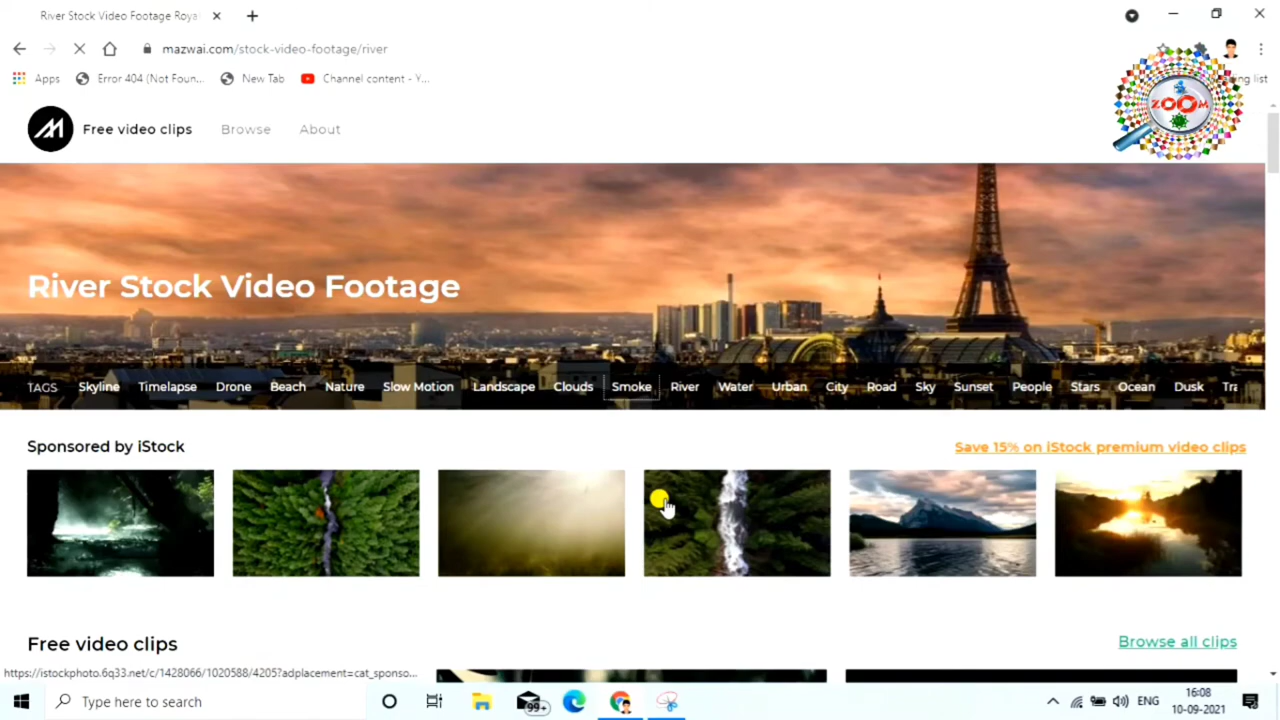 River Stock Video Footage Roya
mazwai.com/stock-video-footage/river
Apps
Error 404 (Not Foun...
New Tab
Channel content - Y...
ing list
ZOOM
Free video clips
Browse
About
River Stock Video Footage
TAGS Skyline Timelapse Drone Beach Nature Slow Motion Landscape Clouds Smoke River Water Urban City Road Sky Sunset People Stars Ocean Dusk Tra
Sponsored by iStock
Save 15% on iStock premium video clips
Free video clips
Browse all clips
https://istockphoto.6q33.net/c/1428066/1020588/4205?adplacement=cat_sponso...
Type here to search
99+
ENG
16:08
10-09-2021